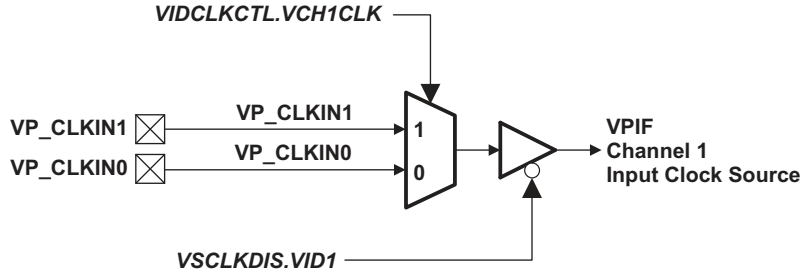 VIDCLKCTL.VCH1CLK
VP_CLKIN1
VP_CLKIN1
1
VPIF
Channel 1
Input Clock Source
VP_CLKIN0
VP_CLKIN0
0
VSCLKDIS.VID1